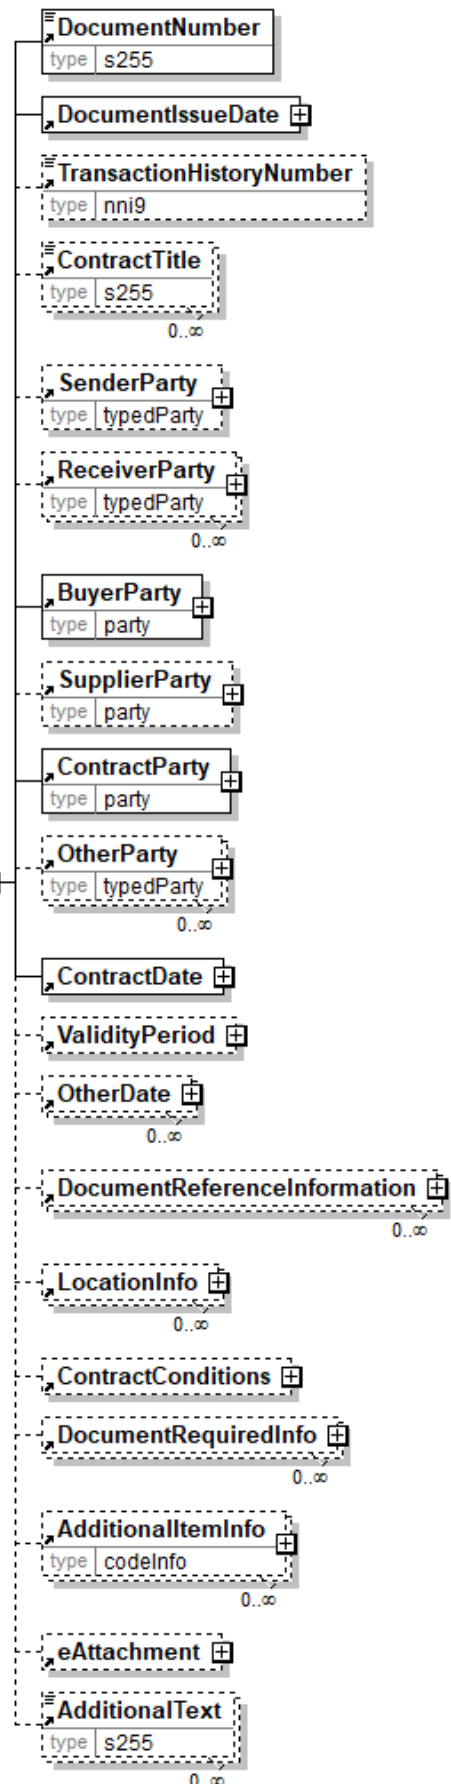 DocumentNumber
type s255
DocumentIssueDate
TransactionHistoryNumber
type nni9
ContractTitle
type s255
0..∞
SenderParty
type typedParty
ReceiverParty
type typedParty
0..∞
BuyerParty
type party
SupplierParty
type party
ContractParty
type party
OtherParty
type typedParty
0..∞
ContractDate
ValidityPeriod
OtherDate
0..∞
DocumentReferenceInformation
0..∞
LocationInfo
0..∞
ContractConditions
DocumentRequiredInfo
0..∞
AdditionalItemInfo
type codeInfo
0..∞
eAttachment
AdditionalText
type s255
0..∞